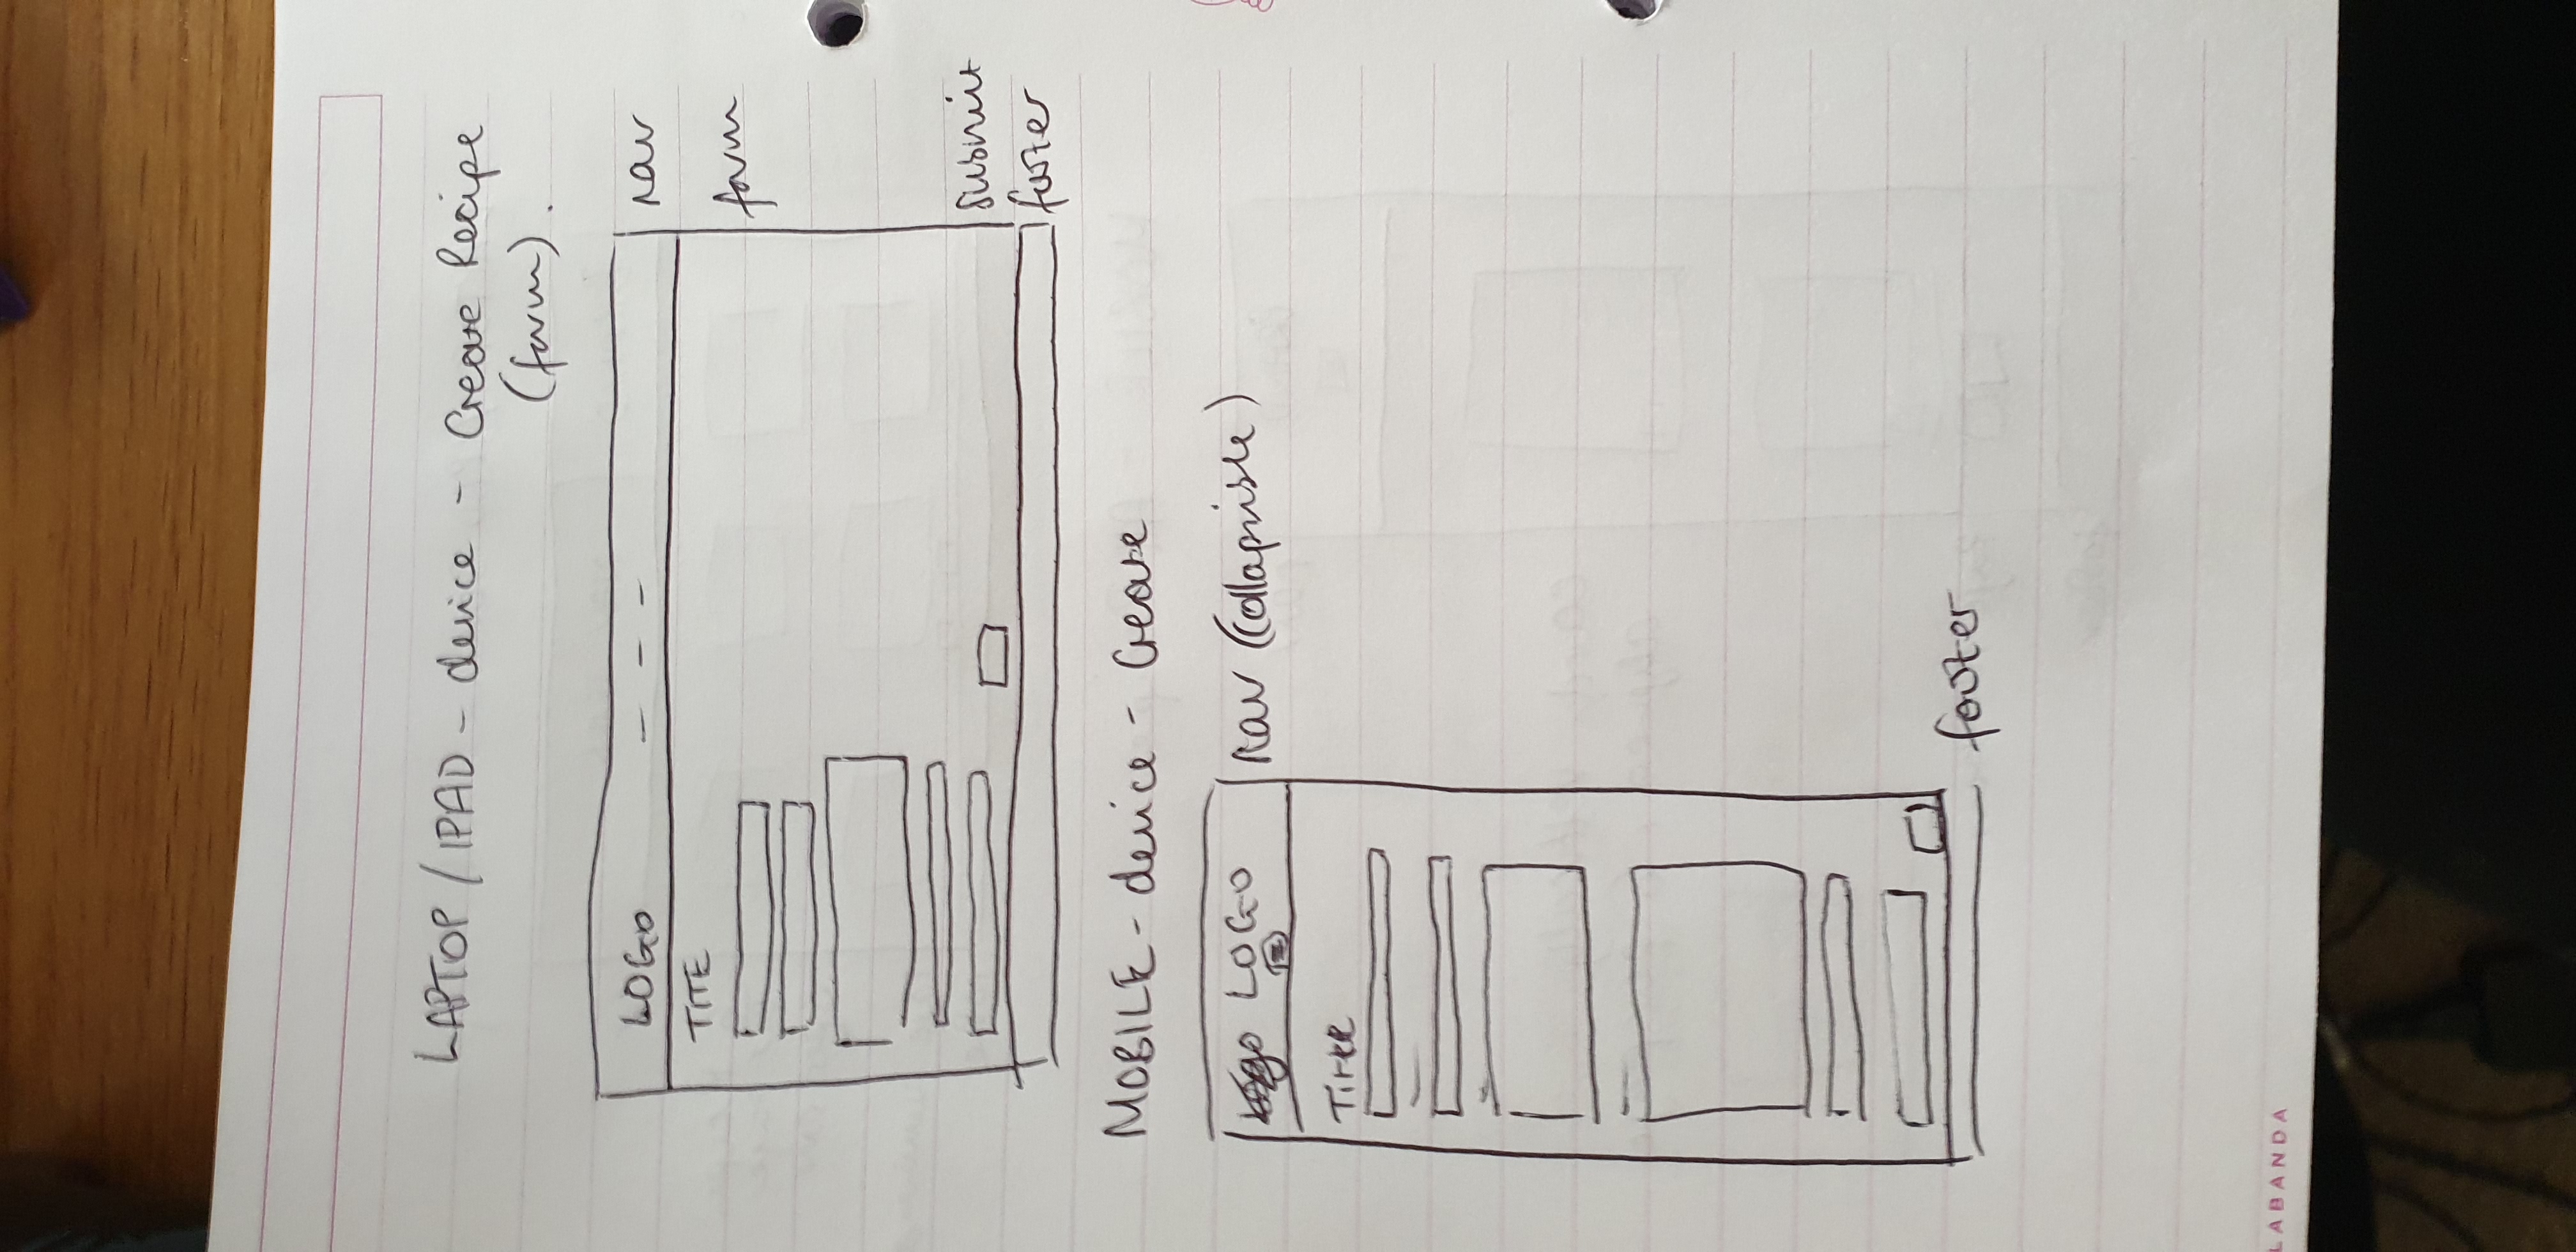 LAPTOP / IPAD - device - Create Recipe
(form).
LOGO - - - nav
TITE
form
submit
footer
MOBILE - device - Create
Logo LOGO nav (collapsisle)
Title
footer
LABANDA